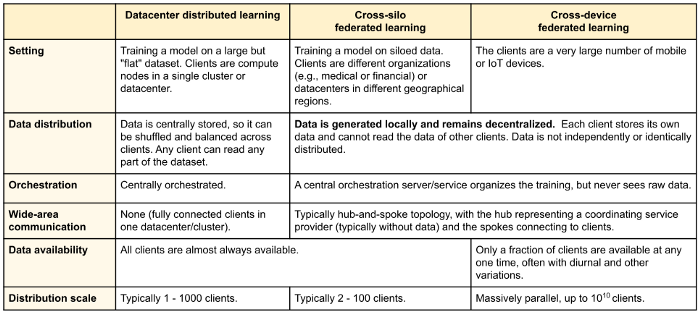 Datacenter distributed learning
Cross-silo
federated learning
Cross-device
federated learning
Setting
Training a model on a large but
"flat" dataset. Clients are compute
nodes in a single cluster or
datacenter.
Training a model on siloed data.
Clients are different organizations
(e.g., medical or financial) or
datacenters in different geographical
regions.
The clients are a very large number of mobile
or IoT devices.
Data distribution
Data is centrally stored, so it can
be shuffled and balanced across
clients. Any client can read any
part of the dataset.
Data is generated locally and remains decentralized. Each client stores its own
data and cannot read the data of other clients. Data is not independently or identically
distributed.
Orchestration
Centrally orchestrated.
A central orchestration server/service organizes the training, but never sees raw data.
Wide-area
communication
None (fully connected clients in
one datacenter/cluster).
Typically hub-and-spoke topology, with the hub representing a coordinating service
provider (typically without data) and the spokes connecting to clients.
Data availability
All clients are almost always available.
Only a fraction of clients are available at any
one time, often with diurnal and other
variations.
Distribution scale
Typically 1 - 1000 clients.
Typically 2 - 100 clients.
Massively parallel, up to 10¹⁰ clients.